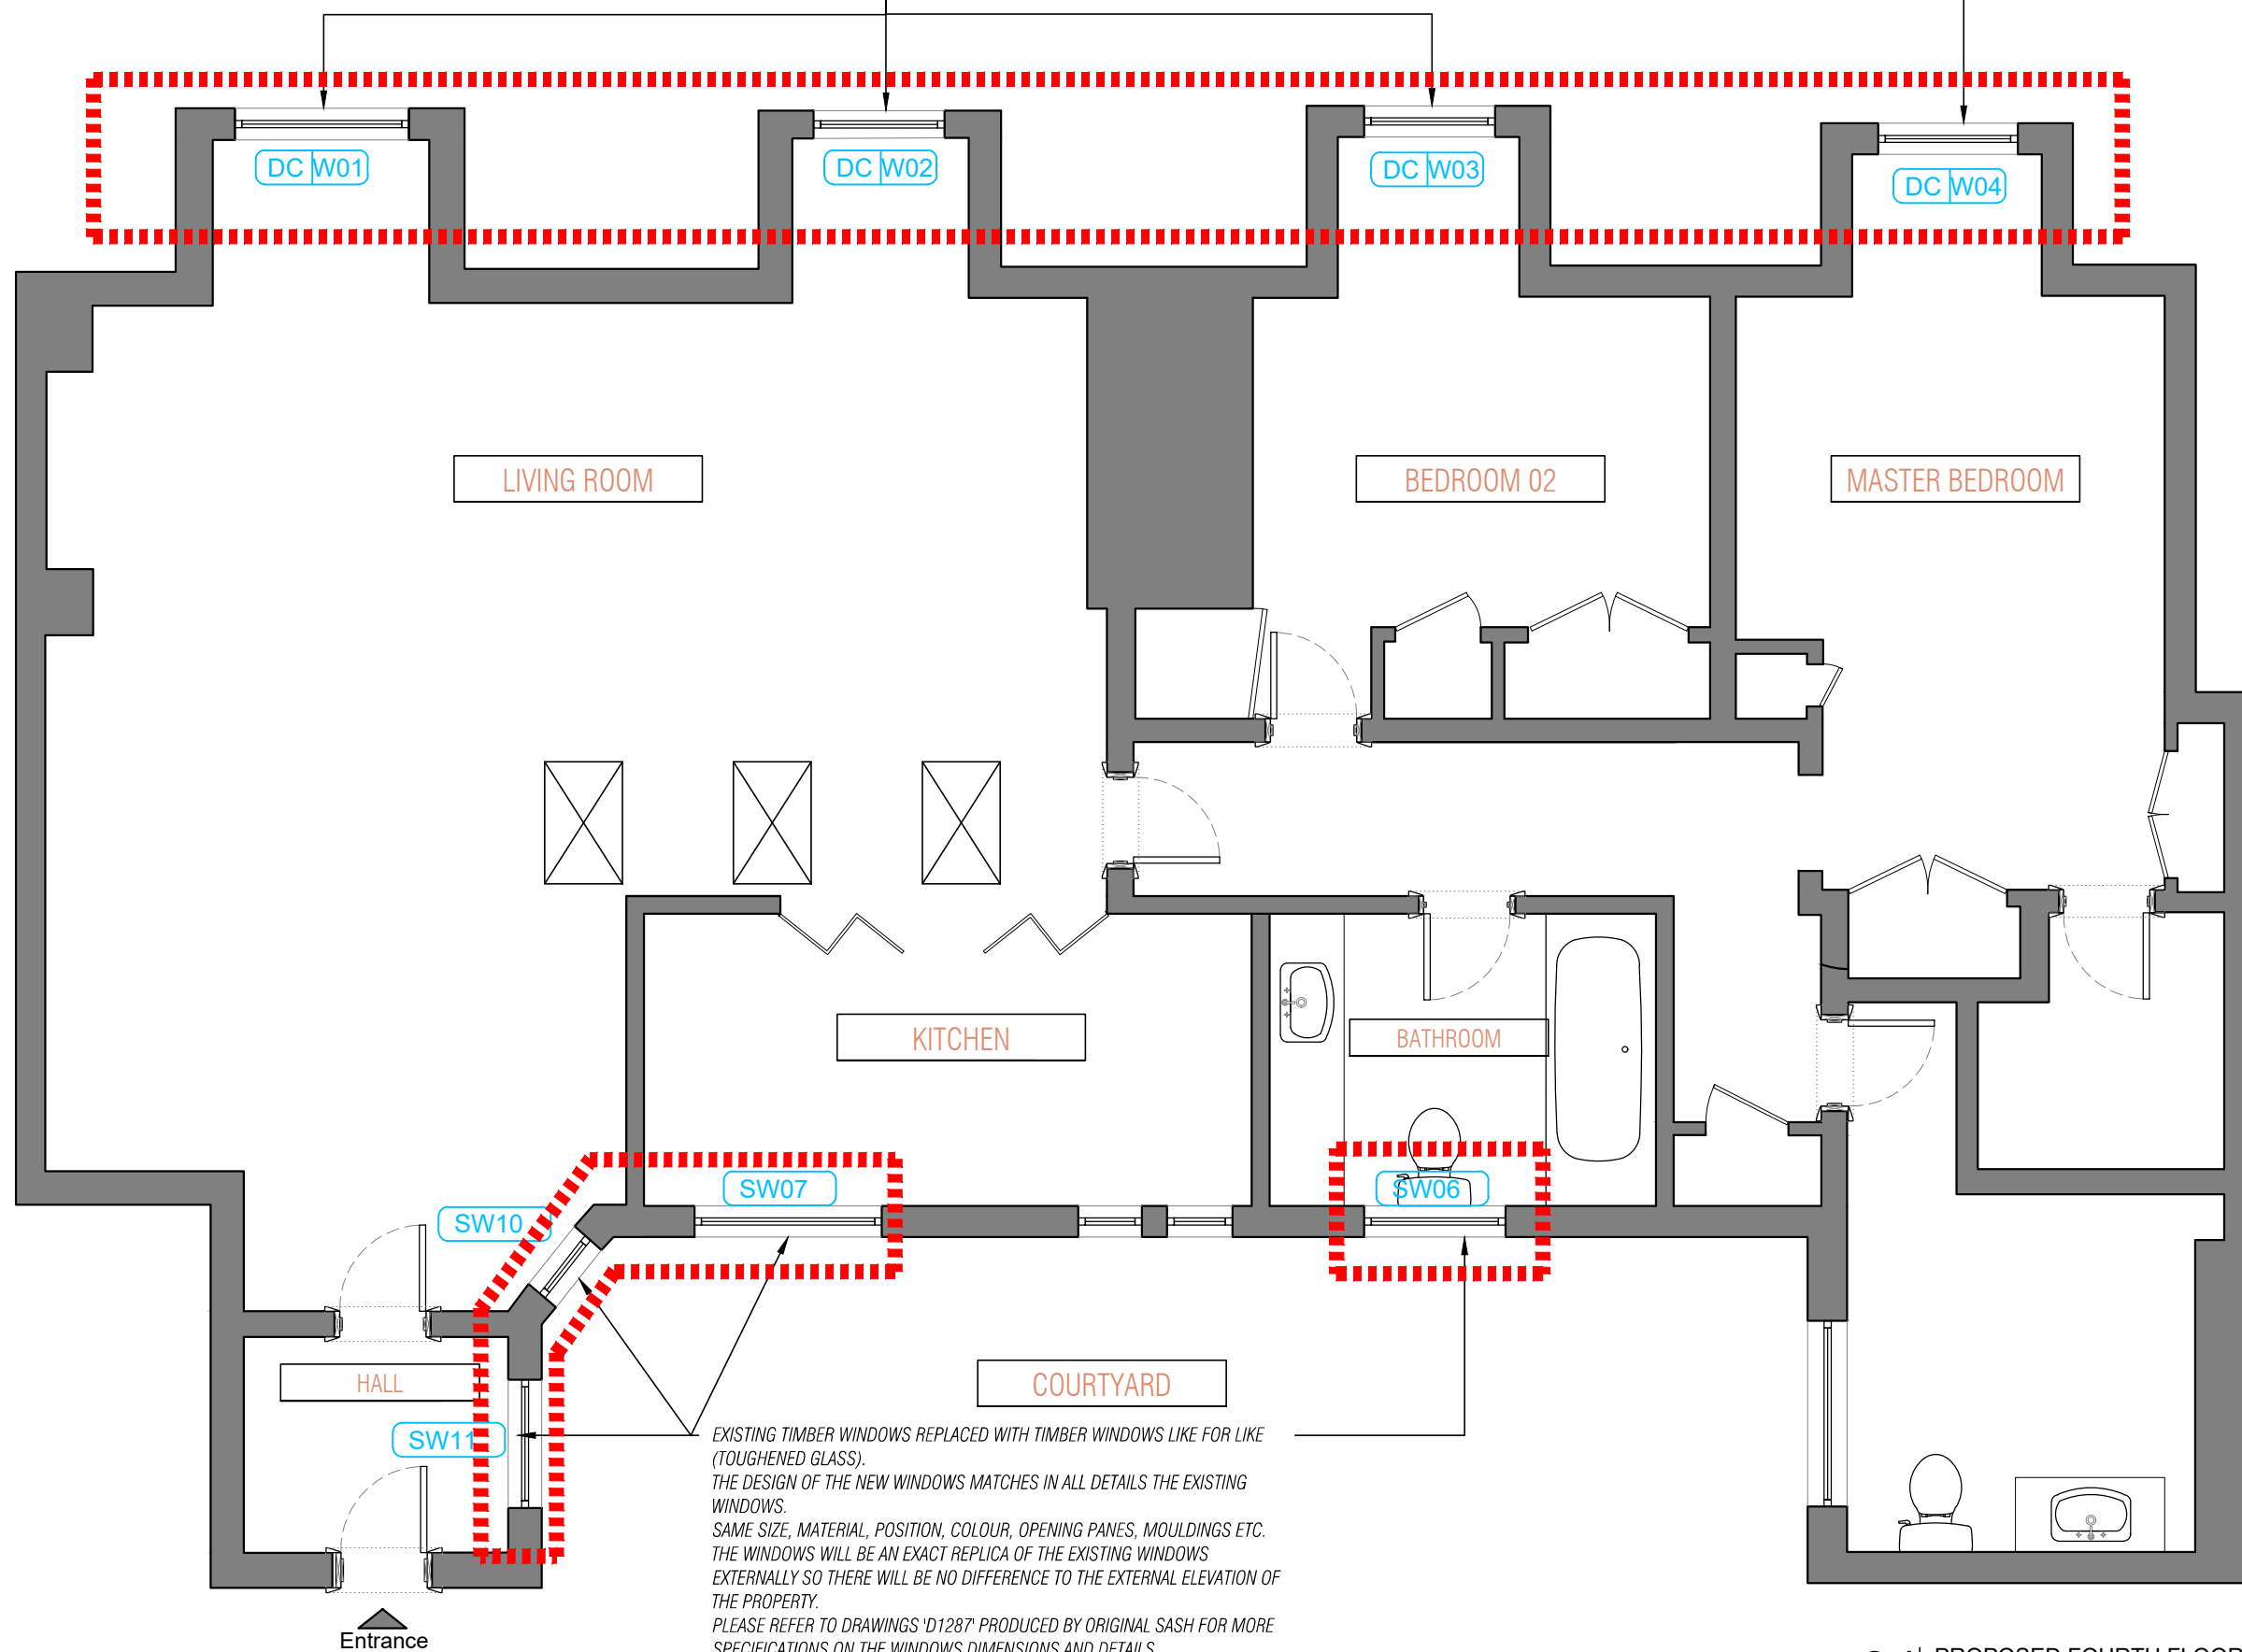 DC W01
DC W02
DC W03
DC W04
LIVING ROOM
BEDROOM 02
MASTER BEDROOM
KITCHEN
BATHROOM
SW07
SW06
SW10
HALL
COURTYARD
SW11
EXISTING TIMBER WINDOWS REPLACED WITH TIMBER WINDOWS LIKE FOR LIKE
(TOUGHENED GLASS).
THE DESIGN OF THE NEW WINDOWS MATCHES IN ALL DETAILS THE EXISTING
WINDOWS.
SAME SIZE, MATERIAL, POSITION, COLOUR, OPENING PANES, MOULDINGS ETC.
THE WINDOWS WILL BE AN EXACT REPLICA OF THE EXISTING WINDOWS
EXTERNALLY SO THERE WILL BE NO DIFFERENCE TO THE EXTERNAL ELEVATION OF
THE PROPERTY.
PLEASE REFER TO DRAWINGS 'D1287' PRODUCED BY ORIGINAL SASH FOR MORE
SPECIFICATIONS ON THE WINDOWS DIMENSIONS AND DETAILS
Entrance
PROPOSED FOURTH FLOOR